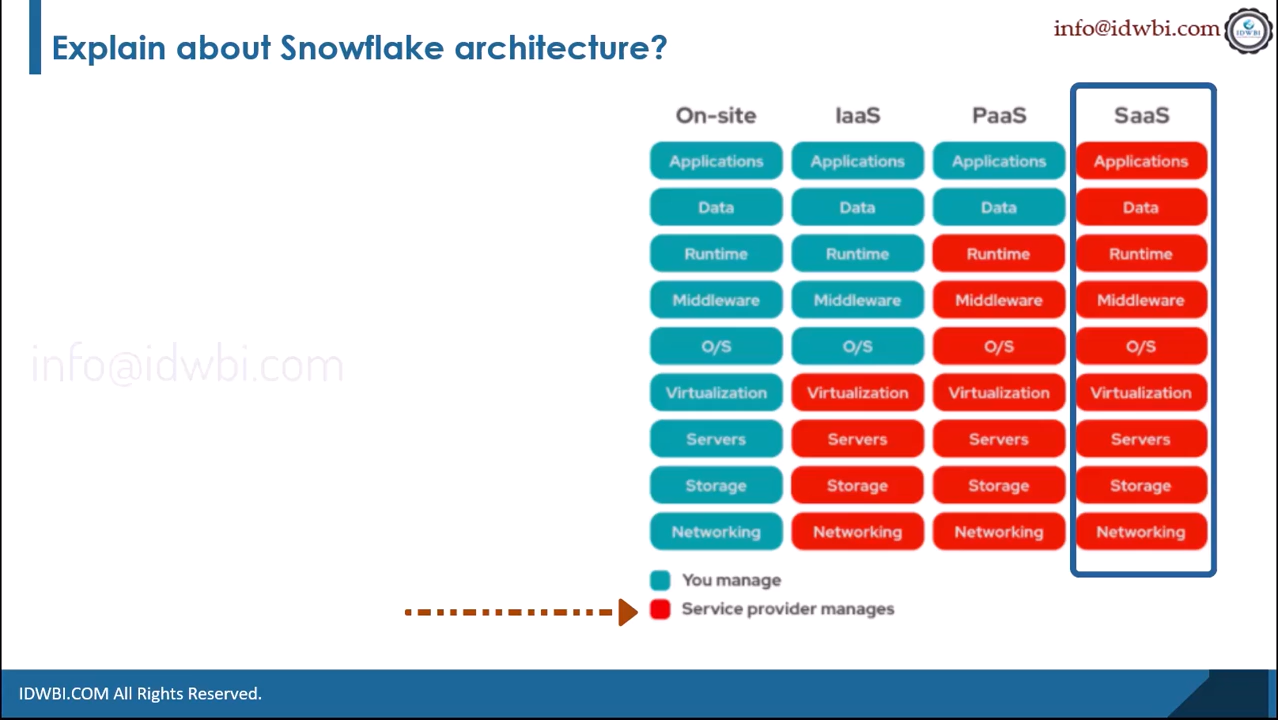 Explain about Snowflake architecture?
info@idwbi.com
IDWBI
On-site IaaS PaaS SaaS
Applications Applications Applications Applications
Data Data Data Data
Runtime Runtime Runtime Runtime
Middleware Middleware Middleware Middleware
O/S O/S O/S O/S
Virtualization Virtualization Virtualization Virtualization
Servers Servers Servers Servers
Storage Storage Storage Storage
Networking Networking Networking Networking
You manage
Service provider manages
info@idwbi.com
IDWBI.COM All Rights Reserved.